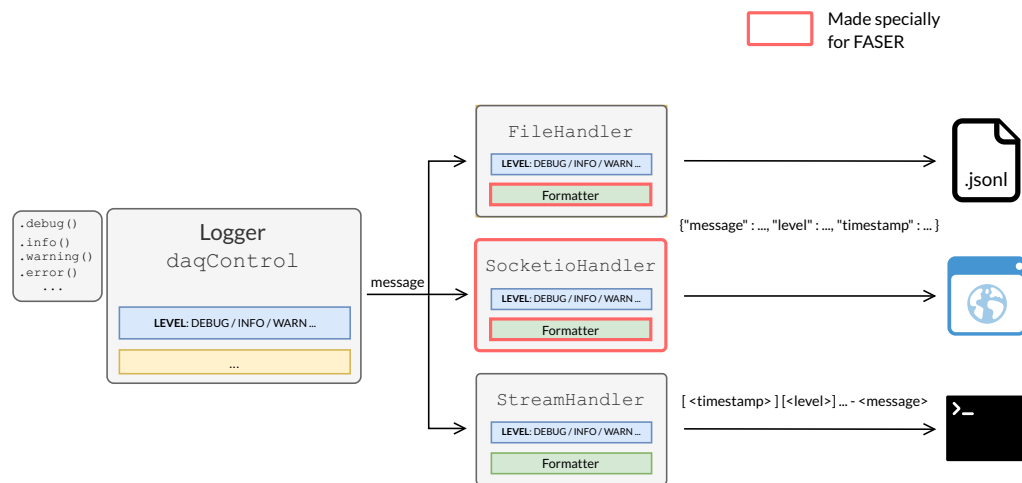 Made specially
for FASER
.debug()
.info()
.warning()
.error()
...
Logger
daqControl
LEVEL: DEBUG / INFO / WARN ...
...
message
FileHandler
LEVEL: DEBUG / INFO / WARN ...
Formatter
.jsonl
{"message" : ..., "level" : ..., "timestamp" : ... }
SocketioHandler
LEVEL: DEBUG / INFO / WARN ...
Formatter
StreamHandler
LEVEL: DEBUG / INFO / WARN ...
Formatter
[ <timestamp> ] [<level>] ... - <message>
>_